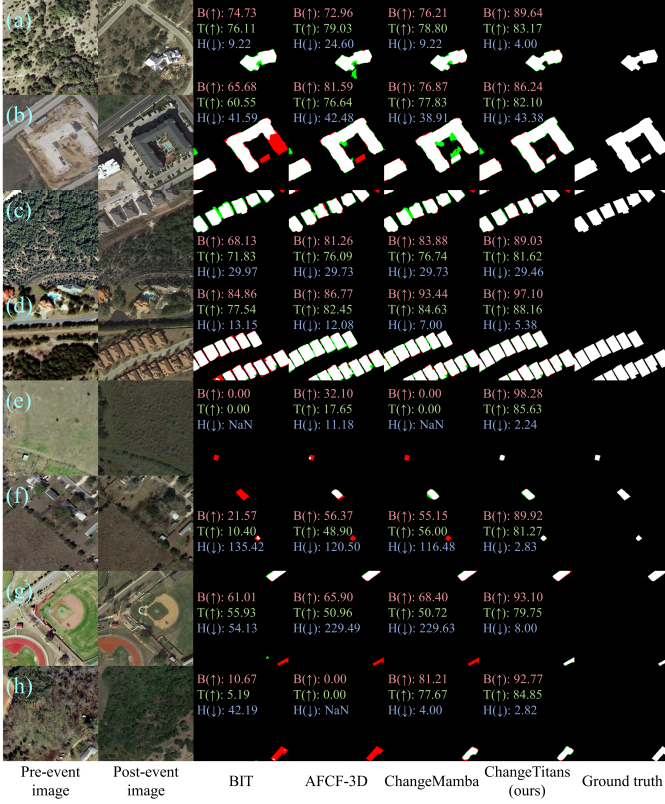 (a)
B(↑): 74.73
T(↑): 76.11
H(↓): 9.22
B(↑): 72.96
T(↑): 79.03
H(↓): 24.60
B(↑): 76.21
T(↑): 78.80
H(↓): 9.22
B(↑): 89.64
T(↑): 83.17
H(↓): 4.00
(b)
B(↑): 65.68
T(↑): 60.55
H(↓): 41.59
B(↑): 81.59
T(↑): 76.64
H(↓): 42.48
B(↑): 76.87
T(↑): 77.83
H(↓): 38.91
B(↑): 86.24
T(↑): 82.10
H(↓): 43.38
(c)
B(↑): 68.13
T(↑): 71.83
H(↓): 29.97
B(↑): 81.26
T(↑): 76.09
H(↓): 29.73
B(↑): 83.88
T(↑): 76.74
H(↓): 29.73
B(↑): 89.03
T(↑): 81.62
H(↓): 29.46
(d)
B(↑): 84.86
T(↑): 77.54
H(↓): 13.15
B(↑): 86.77
T(↑): 82.45
H(↓): 12.08
B(↑): 93.44
T(↑): 84.63
H(↓): 7.00
B(↑): 97.10
T(↑): 88.16
H(↓): 5.38
(e)
B(↑): 0.00
T(↑): 0.00
H(↓): NaN
B(↑): 32.10
T(↑): 17.65
H(↓): 11.18
B(↑): 0.00
T(↑): 0.00
H(↓): NaN
B(↑): 98.28
T(↑): 85.63
H(↓): 2.24
(f)
B(↑): 21.57
T(↑): 10.40
H(↓): 135.42
B(↑): 56.37
T(↑): 48.90
H(↓): 120.50
B(↑): 55.15
T(↑): 56.00
H(↓): 116.48
B(↑): 89.92
T(↑): 81.27
H(↓): 2.83
(g)
B(↑): 61.01
T(↑): 55.93
H(↓): 54.13
B(↑): 65.90
T(↑): 50.96
H(↓): 229.49
B(↑): 68.40
T(↑): 50.72
H(↓): 229.63
B(↑): 93.10
T(↑): 79.75
H(↓): 8.00
(h)
B(↑): 10.67
T(↑): 5.19
H(↓): 42.19
B(↑): 0.00
T(↑): 0.00
H(↓): NaN
B(↑): 81.21
T(↑): 77.67
H(↓): 4.00
B(↑): 92.77
T(↑): 84.85
H(↓): 2.82
Pre-event
image
Post-event
image
BIT
AFCF-3D
ChangeMamba
ChangeTitans
(ours)
Ground truth